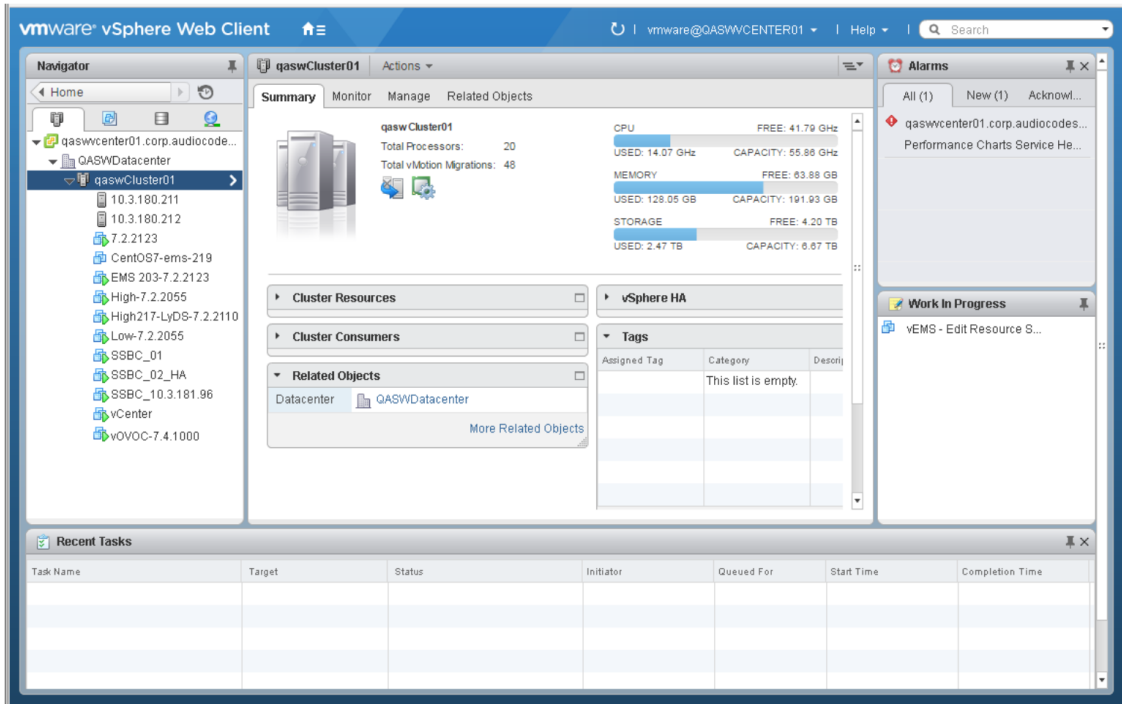 vmware® vSphere Web Client
vmware@QASWVCENTER01
Help
Search
Navigator
Home
qaswvcenter01.corp.audiocode...
QASWDatacenter
qaswCluster01
10.3.180.211
10.3.180.212
7.2.2123
CentOS7-ems-219
EMS 203-7.2.2123
High-7.2.2055
High217-LyDS-7.2.2110
Low-7.2.2055
SSBC_01
SSBC_02_HA
SSBC_10.3.181.96
vCenter
vOVOC-7.4.1000
qaswCluster01 Actions
Summary Monitor Manage Related Objects
qaswCluster01
Total Processors: 20
Total vMotion Migrations: 48
CPU FREE: 41.79 GHz
USED: 14.07 GHz CAPACITY: 55.86 GHz
MEMORY FREE: 63.88 GB
USED: 128.05 GB CAPACITY: 191.93 GB
STORAGE FREE: 4.20 TB
USED: 2.47 TB CAPACITY: 6.67 TB
Cluster Resources
Cluster Consumers
Related Objects
Datacenter QASWDatacenter
More Related Objects
vSphere HA
Tags
Assigned Tag Category Descrip
This list is empty.
Alarms
All (1) New (1) Acknowl...
qaswvcenter01.corp.audiocodes...
Performance Charts Service He...
Work In Progress
vEMS - Edit Resource S...
Recent Tasks
Task Name Target Status Initiator Queued For Start Time Completion Time